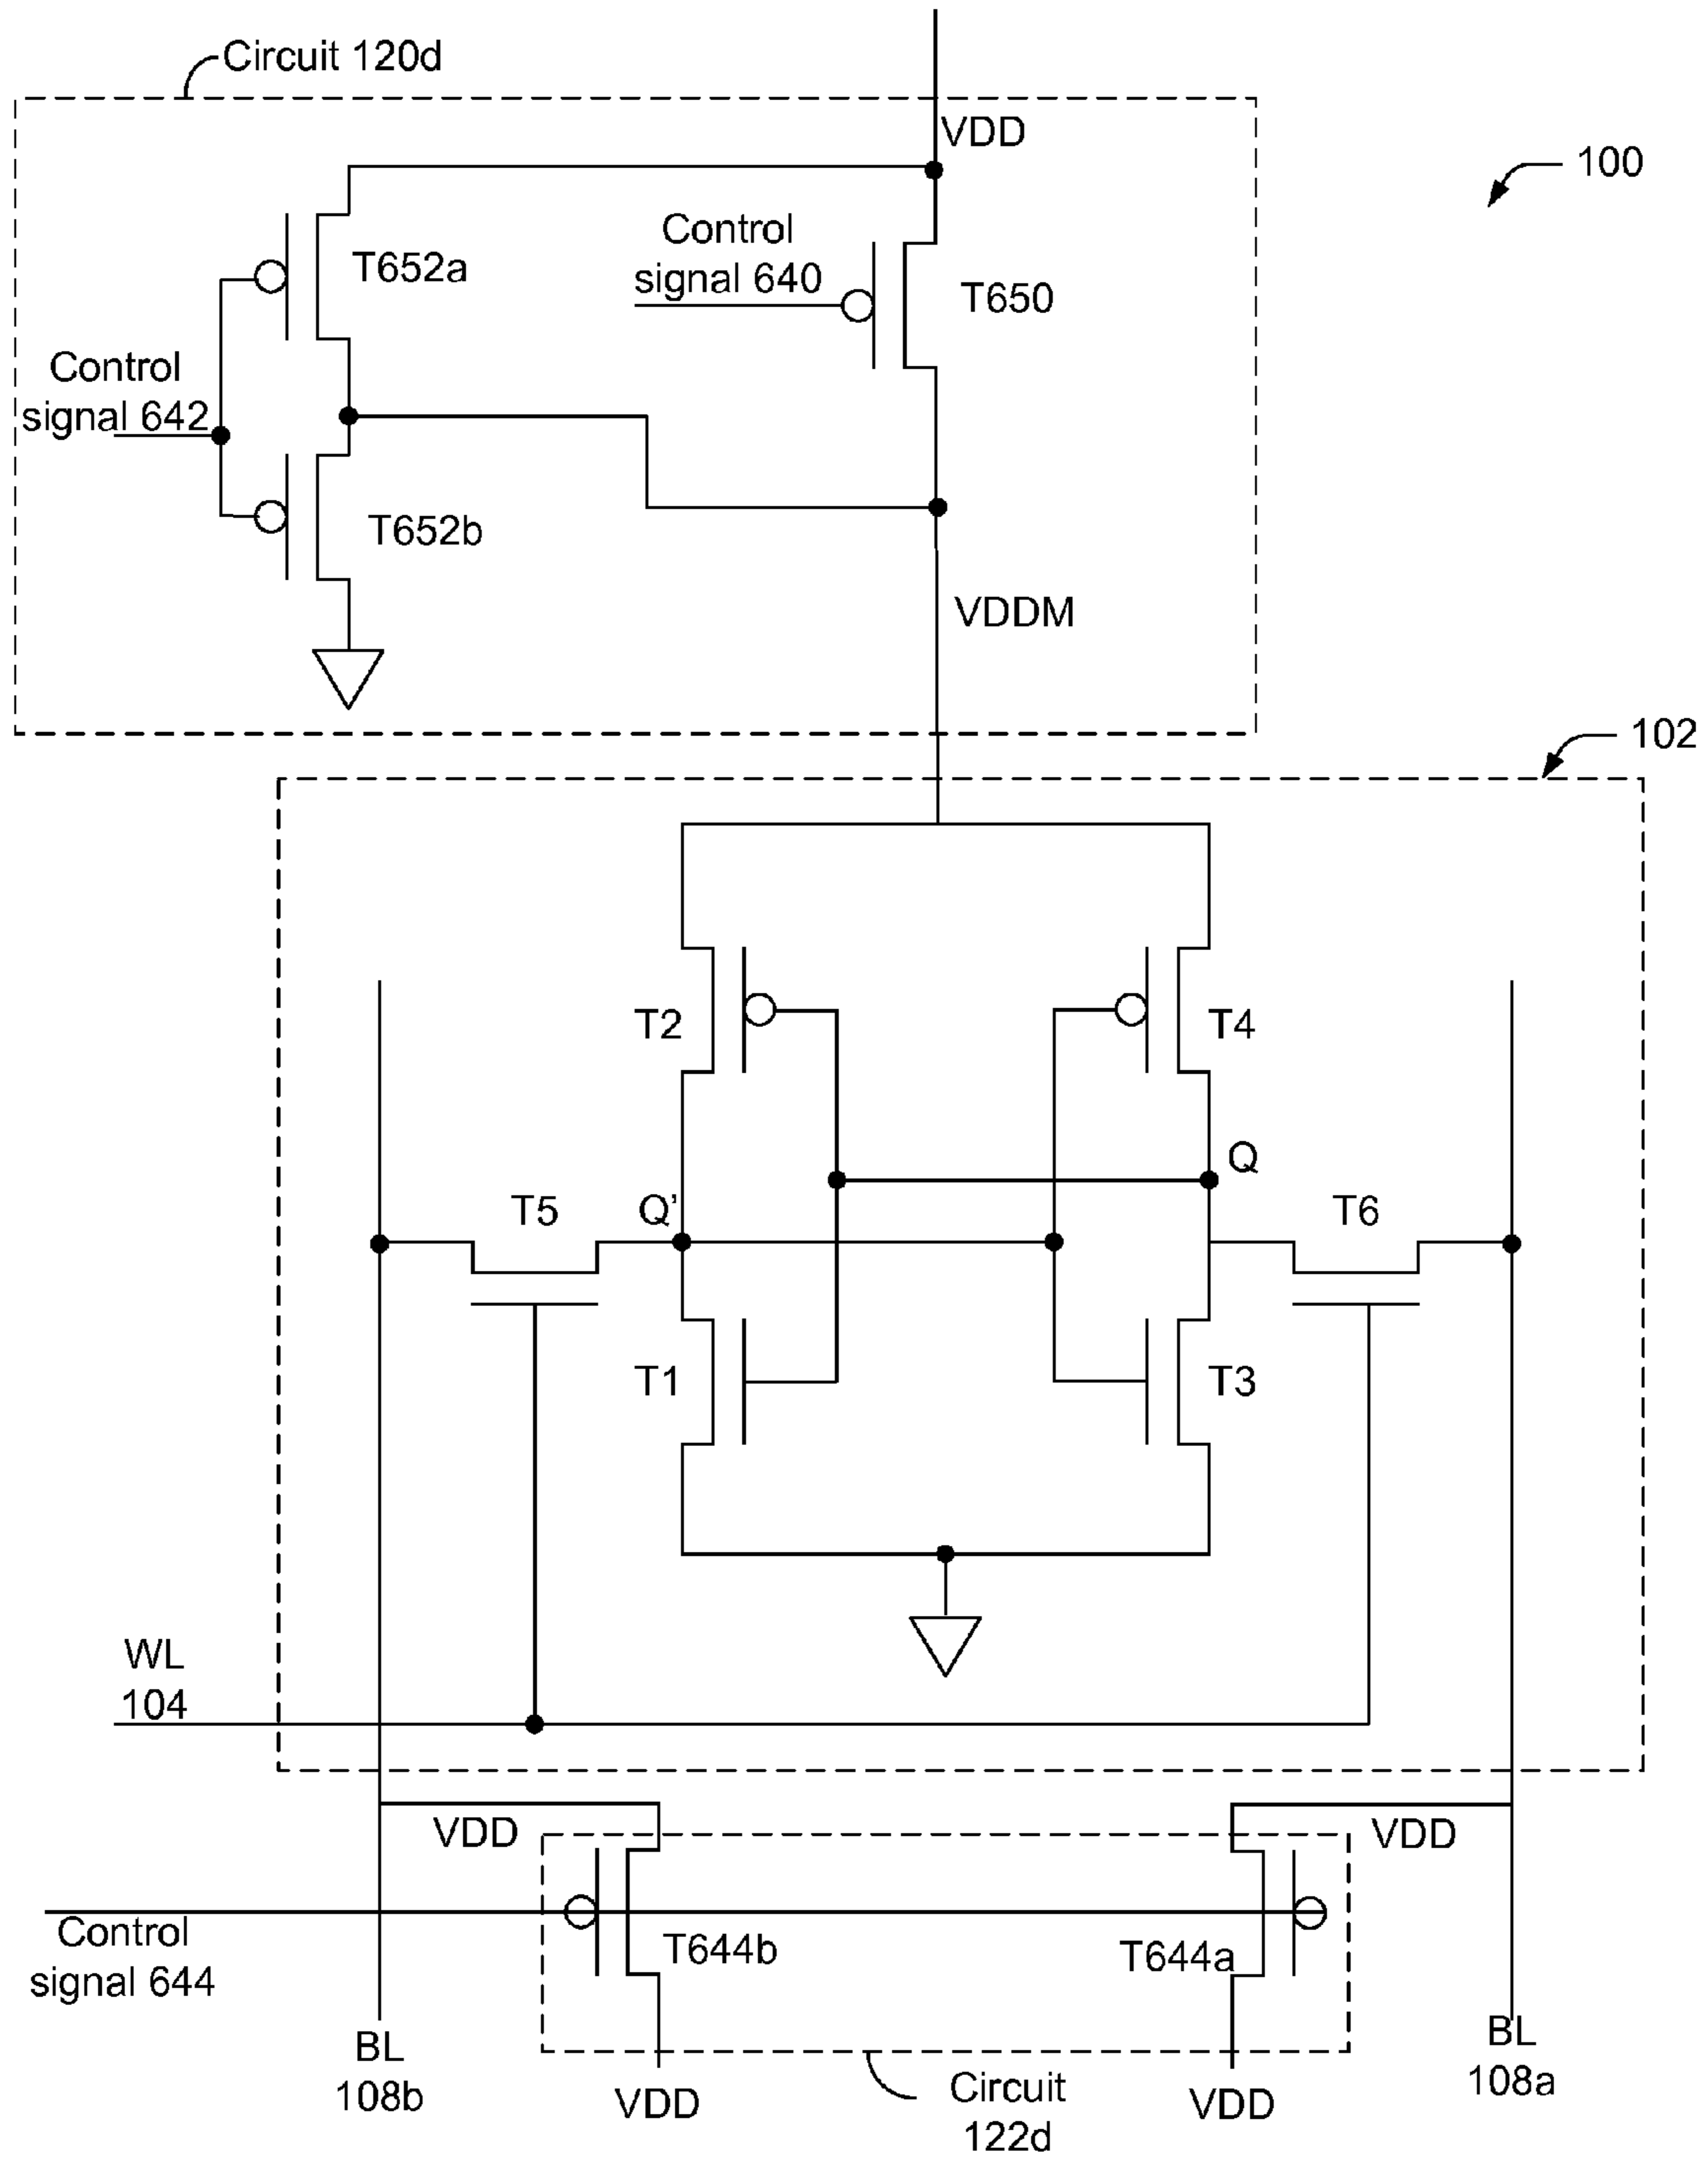 Circuit 120d
VDD
100
Control
signal 640
T652a
T650
Control
signal 642
T652b
VDDM
102
T2
T4
Q
T5
Q'
T6
T1
T3
WL
104
VDD
VDD
Control
signal 644
T644b
T644a
BL
108b
BL
108a
VDD
VDD
Circuit
122d